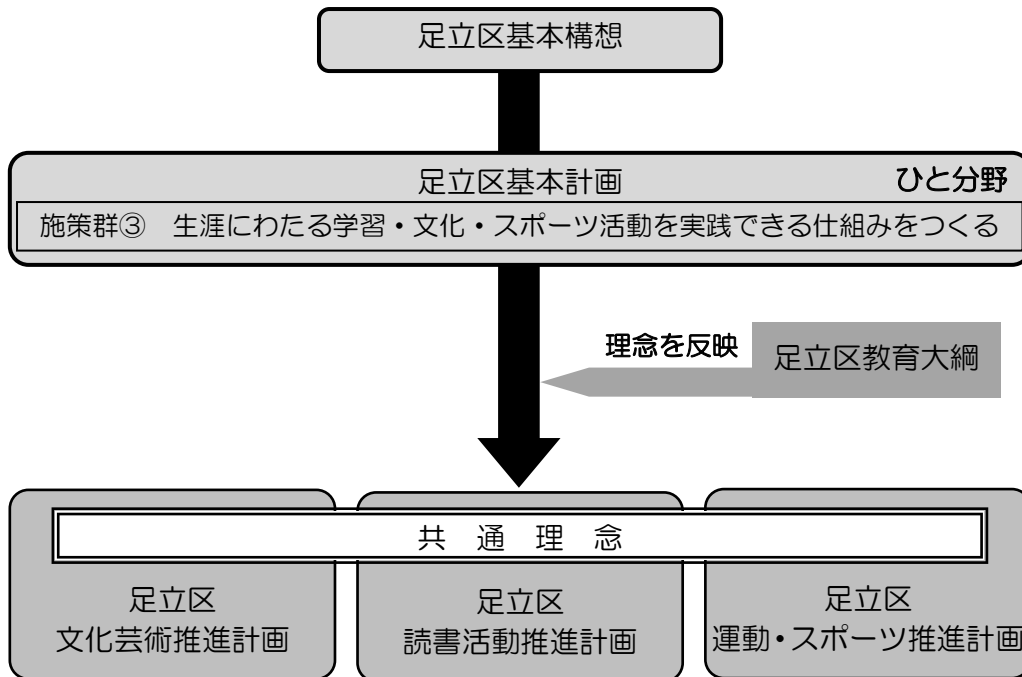 足立区基本構想
足立区基本計画 ひと分野
施策群③ 生涯にわたる学習・文化・スポーツ活動を実践できる仕組みをつくる
理念を反映
足立区教育大綱
共通理念
足立区
文化芸術推進計画
足立区
読書活動推進計画
足立区
運動・スポーツ推進計画